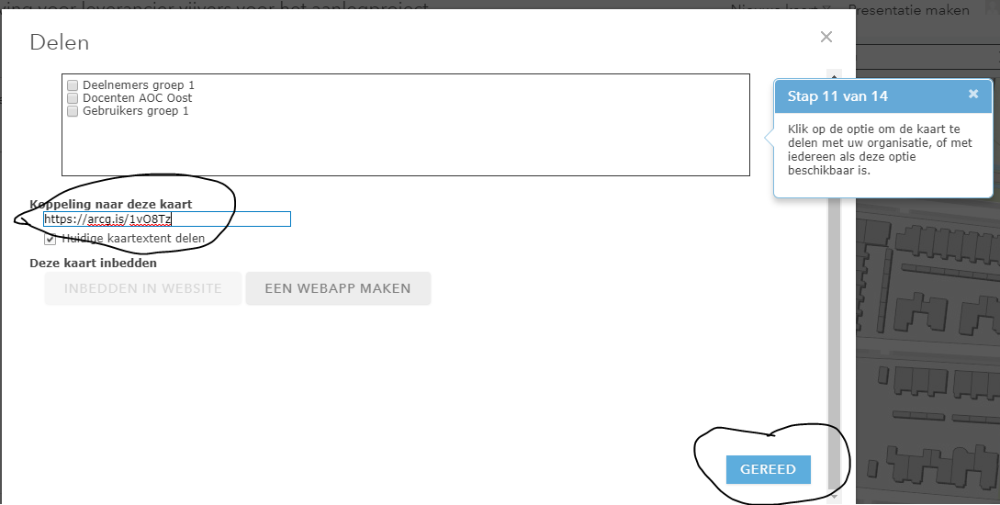 ving voor leverancier vijvers voor het aanlegproject
Nieuwe kaart
Presentatie maken
Delen
Deelnemers groep 1
Docenten AOC Oost
Gebruikers groep 1
Stap 11 van 14
Klik op de optie om de kaart te
delen met uw organisatie, of met
iedereen als deze optie
beschikbaar is.
Koppeling naar deze kaart
https://arcg.is/1vO8Tz
Huidige kaartextent delen
Deze kaart inbedden
INBEDDEN IN WEBSITE
EEN WEBAPP MAKEN
GEREED